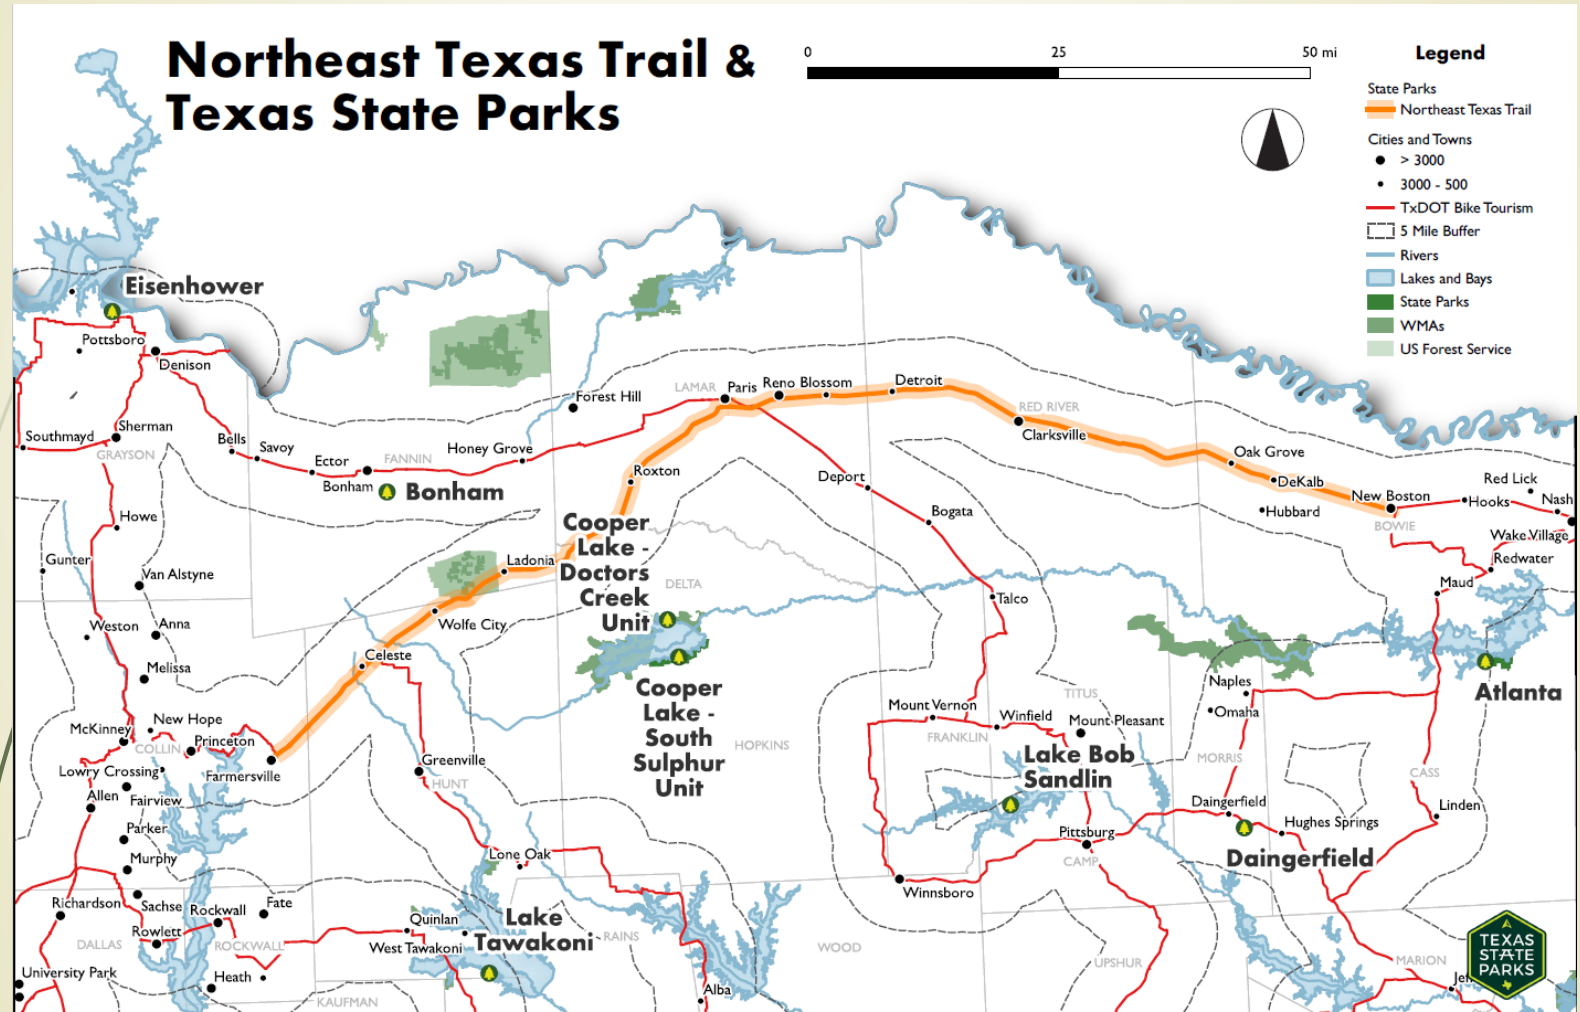 Northeast Texas Trail &
Texas State Parks
0 25 50 mi
Legend
State Parks
Northeast Texas Trail
Cities and Towns
> 3000
3000 - 500
TxDOT Bike Tourism
5 Mile Buffer
Rivers
Lakes and Bays
State Parks
WMAs
US Forest Service
Eisenhower
Pottsboro
Denison
Southmayd
Sherman
GRAYSON
Bells
Savoy
Ector
Bonham
FANNIN
Bonham
Honey Grove
Forest Hill
LAMAR
Paris
Reno
Blossom
Detroit
RED RIVER
Clarksville
Oak Grove
DeKalb
Hubbard
New Boston
BOWIE
Hooks
Red Lick
Nash
Wake Village
Redwater
Maud
Roxton
Deport
Bogata
Talco
Howe
Gunter
Van Alstyne
Weston
Anna
Melissa
Ladonia
Wolfe City
Celeste
Cooper
Lake -
Doctors
Creek
Unit
DELTA
Cooper
Lake -
South
Sulphur
Unit
HOPKINS
McKinney
New Hope
COLLIN
Princeton
Farmersville
Lowry Crossing
Allen
Fairview
Parker
Murphy
Greenville
HUNT
Lone Oak
Mount Vernon
FRANKLIN
Winfield
TITUS
Mount Pleasant
Lake Bob
Sandlin
Naples
Omaha
MORRIS
Atlanta
CASS
Linden
Daingerfield
Hughes Springs
Daingerfield
Pittsburg
CAMP
Winnsboro
Richardson
Sachse
Rockwall
Fate
Rowlett
DALLAS
ROCKWALL
University Park
Heath
KAUFMAN
Quinlan
West Tawakoni
Lake
Tawakoni
RAINS
Alba
WOOD
UPSHUR
MARION
Jef
TEXAS
STATE
PARKS